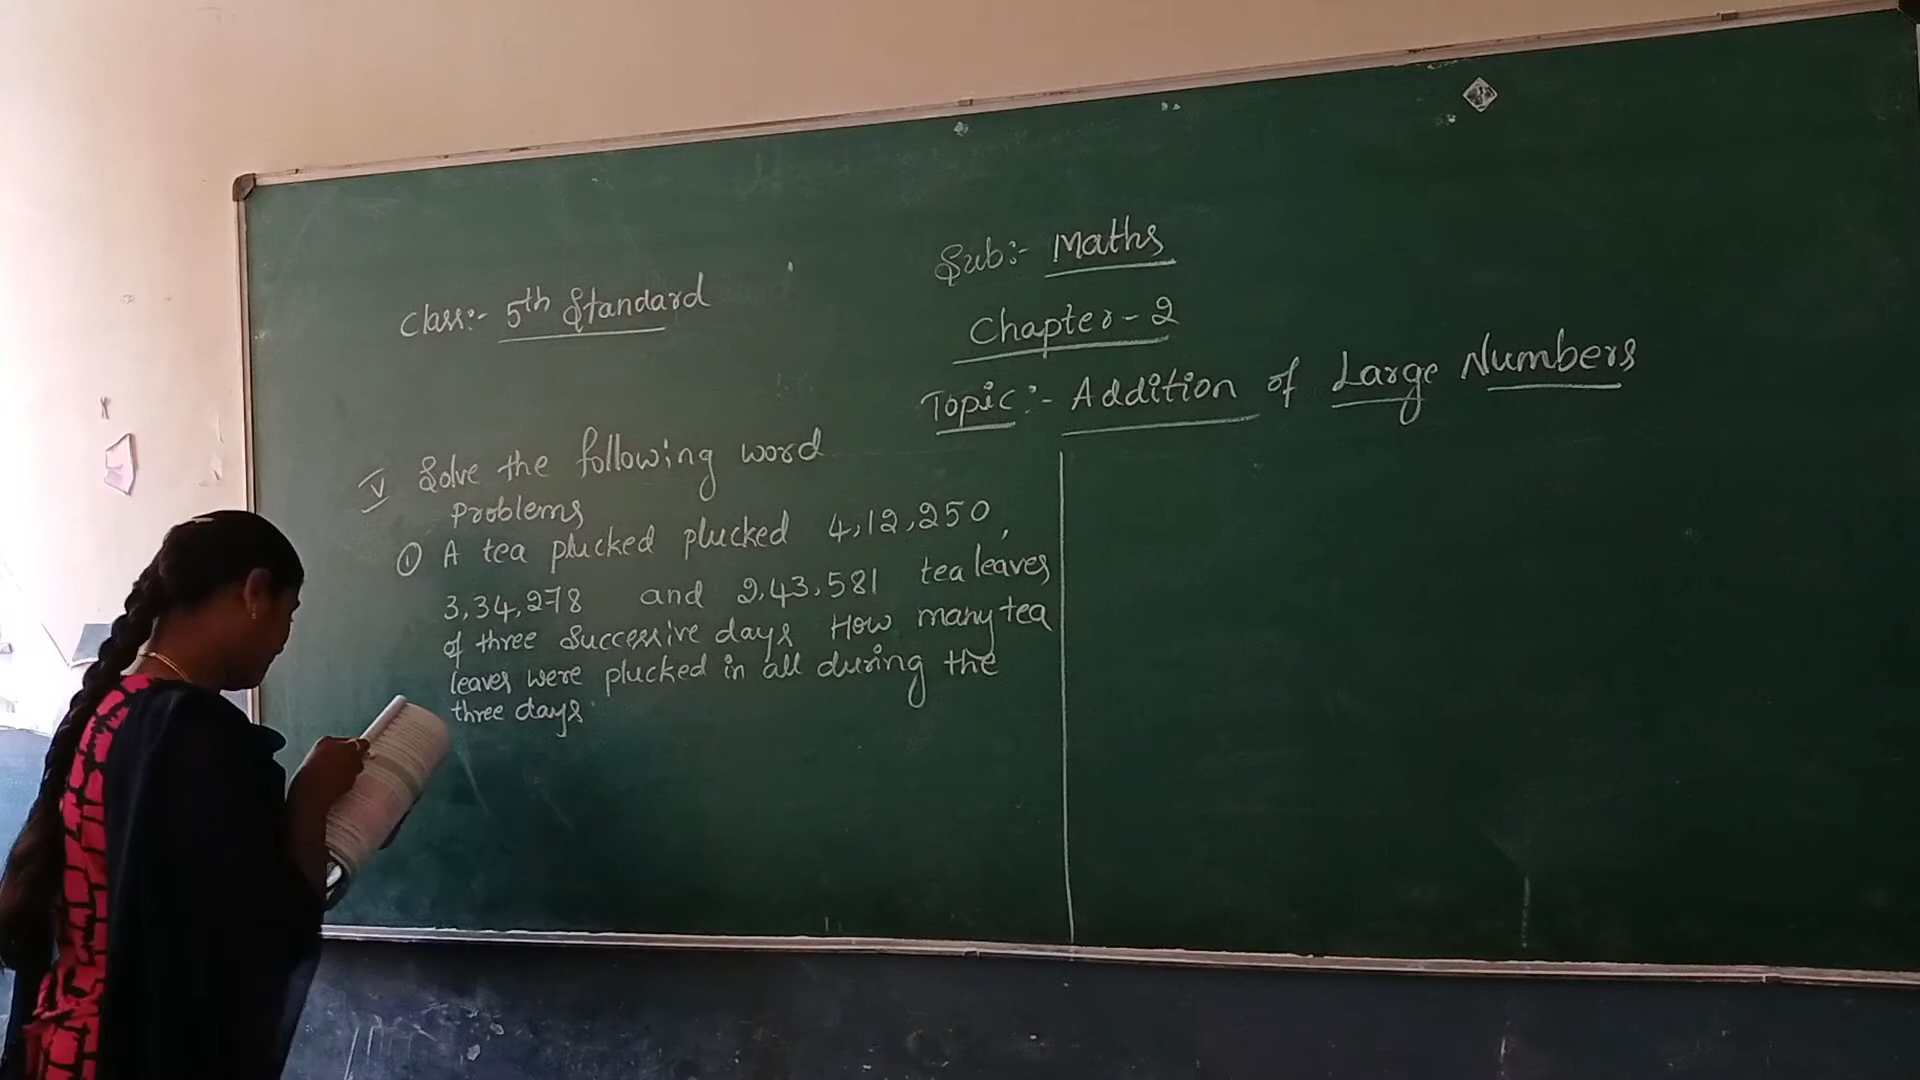 Sub:- Maths
Class:- 5th Standard
Chapter-2
Topic:- Addition of Large Numbers
V Solve the following word
Problems
① A tea plucked plucked 4,12,250,
3,34,278 and 2,43,581 tea leaves
of three Successive days How many tea
leaves were plucked in all during the
three days.